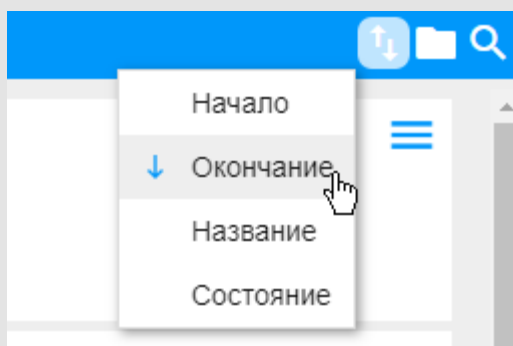 Начало
Окончание
Название
Состояние